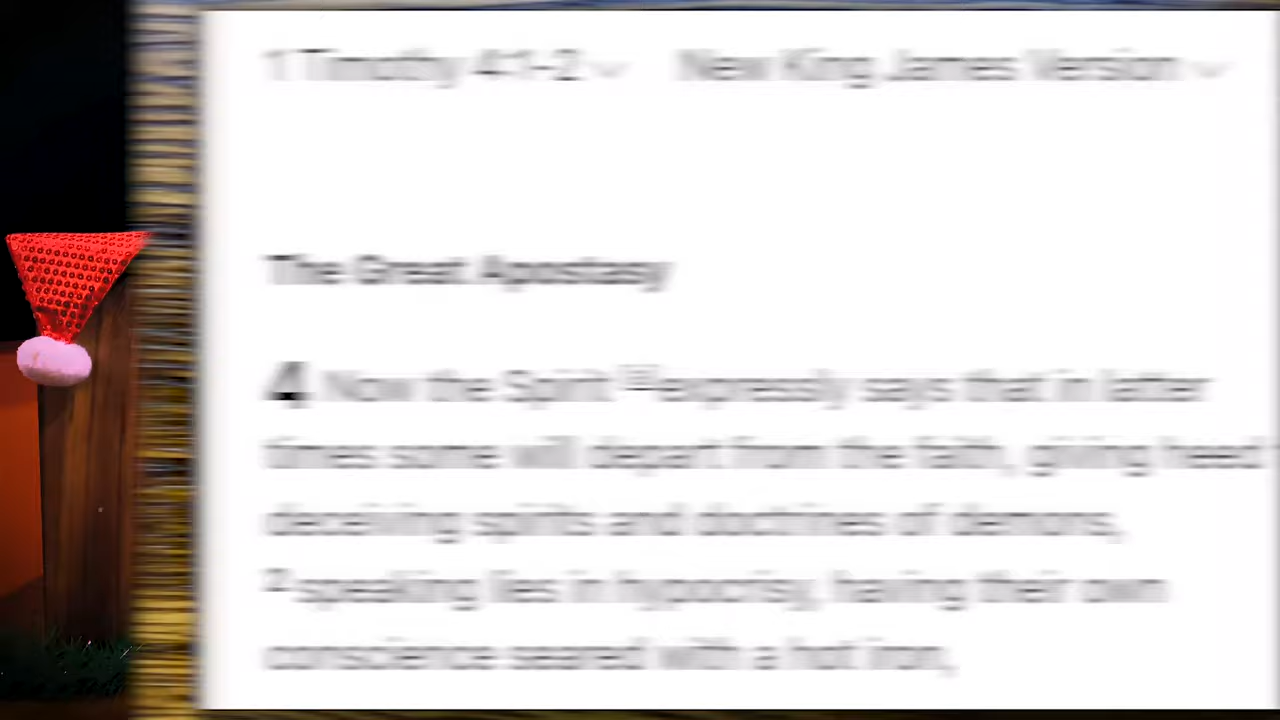 1 Timothy 4:1-2 New King James Version
The Great Apostasy
4 Now the Spirit [a]expressly says that in latter
times some will depart from the faith, giving heed
deceiving spirits and doctrines of demons,
2 speaking lies in hypocrisy, having their own
conscience seared with a hot iron,